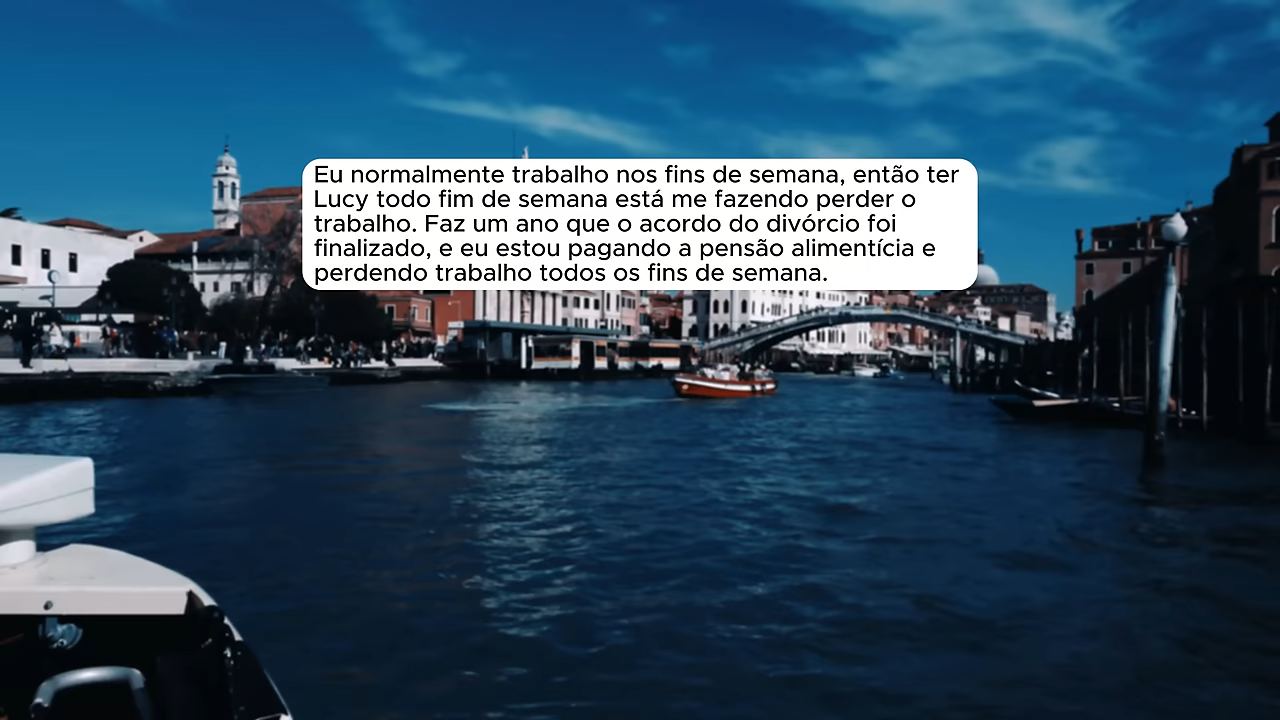 Eu normalmente trabalho nos fins de semana, então ter
Lucy todo fim de semana está me fazendo perder o
trabalho. Faz um ano que o acordo do divórcio foi
finalizado, e eu estou pagando a pensão alimentícia e
perdendo trabalho todos os fins de semana.